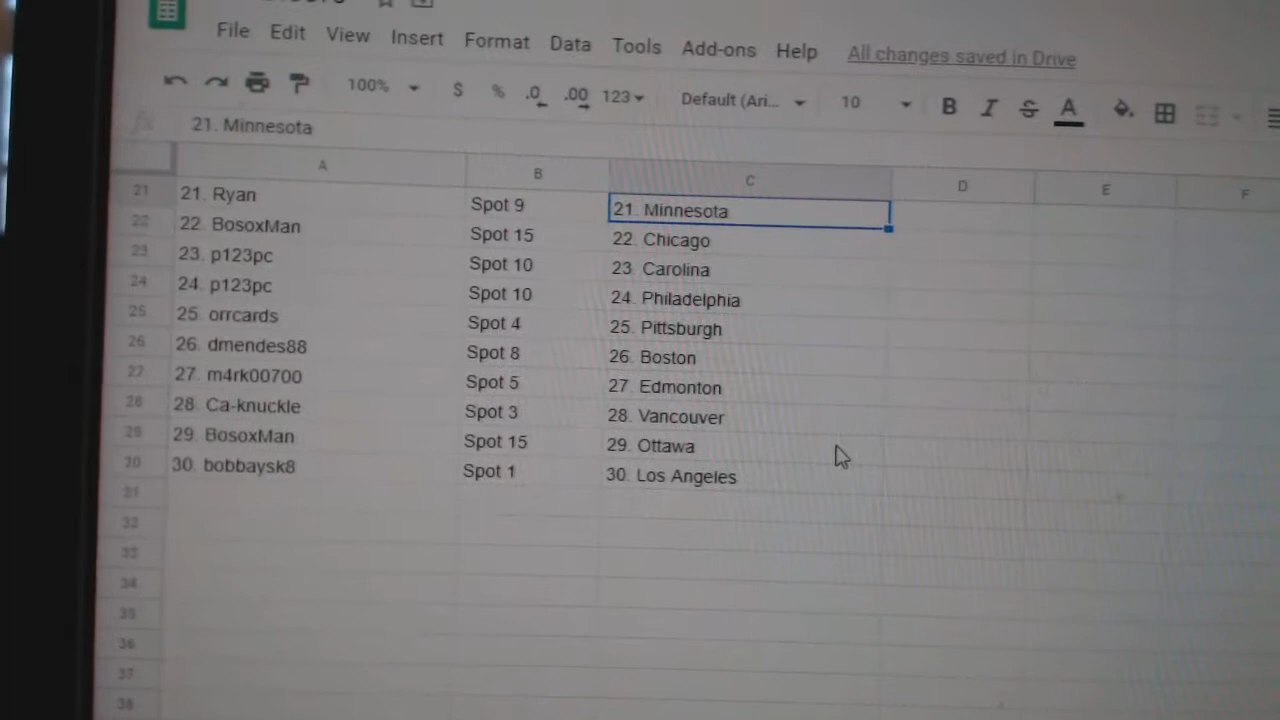 File Edit View Insert Format Data Tools Add-ons Help All changes saved in Drive
100% $ % .0 .00 123 Default (Ari... 10 B I S A
fx 21. Minnesota
A B C D E F
21 21. Ryan Spot 9 21. Minnesota
22 22. BosoxMan Spot 15 22. Chicago
23 23. p123pc Spot 10 23. Carolina
24 24. p123pc Spot 10 24. Philadelphia
25 25. orrcards Spot 4 25. Pittsburgh
26 26. dmendes88 Spot 8 26. Boston
27 27. m4rk00700 Spot 5 27. Edmonton
28 28. Ca-knuckle Spot 3 28. Vancouver
29 29. BosoxMan Spot 15 29. Ottawa
30 30. bobbaysk8 Spot 1 30. Los Angeles
31
32
33
34
35
36
37
38